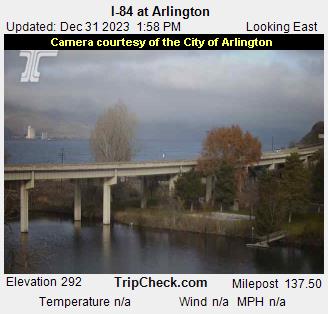 I-84 at Arlington
Updated: Dec 31 2023 1:58 PM Looking East
Camera courtesy of the City of Arlington
Elevation 292 TripCheck.com Milepost 137.50
Temperature n/a Wind n/a MPH n/a